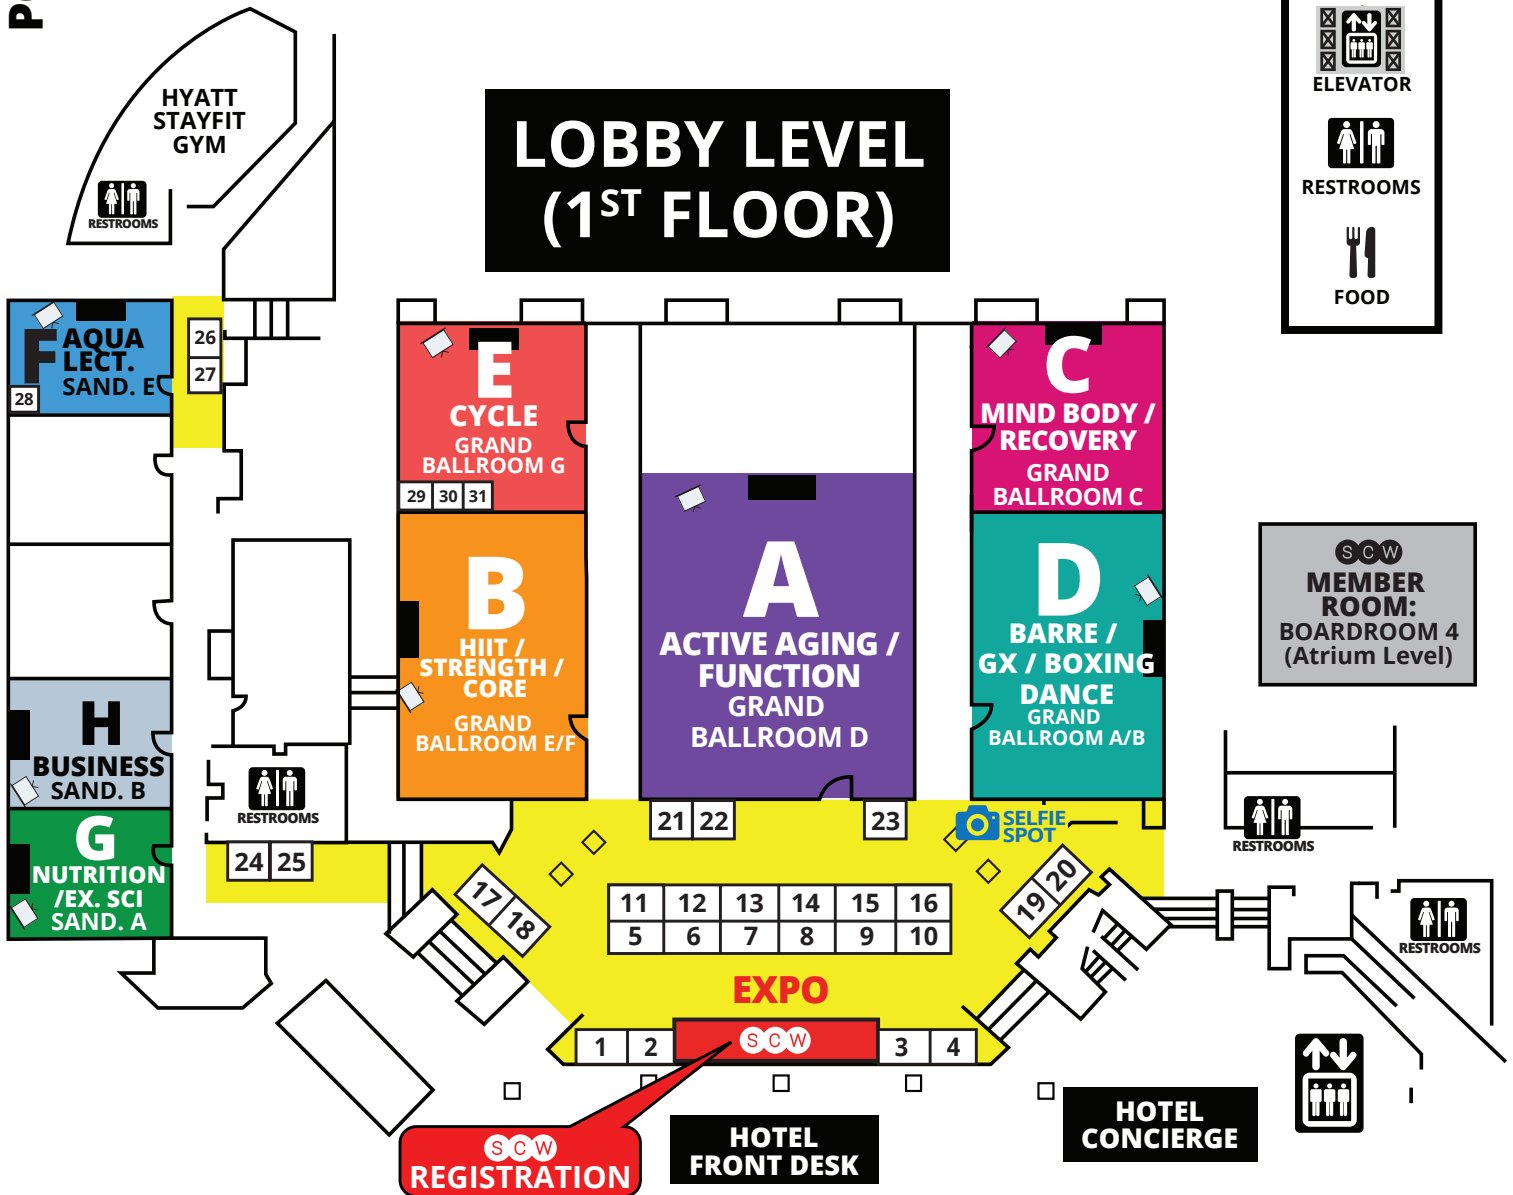 PO
HYATT
STAYFIT
GYM
RESTROOMS
LOBBY LEVEL
(1ST FLOOR)
ELEVATOR
RESTROOMS
FOOD
F
AQUA
LECT.
SAND. E
28
26
27
E
CYCLE
GRAND
BALLROOM G
29 30 31
C
MIND BODY /
RECOVERY
GRAND
BALLROOM C
B
HIIT /
STRENGTH /
CORE
GRAND
BALLROOM E/F
A
ACTIVE AGING /
FUNCTION
GRAND
BALLROOM D
D
BARRE /
GX / BOXING
DANCE
GRAND
BALLROOM A/B
SCW
MEMBER
ROOM:
BOARDROOM 4
(Atrium Level)
H
BUSINESS
SAND. B
G
NUTRITION
/EX. SCI
SAND. A
RESTROOMS
24 25
21 22
23
SELFIE
SPOT
RESTROOMS
RESTROOMS
17
18
19
20
11 12 13 14 15 16
5 6 7 8 9 10
EXPO
1 2
SCW
3 4
SCW
REGISTRATION
HOTEL
FRONT DESK
HOTEL
CONCIERGE